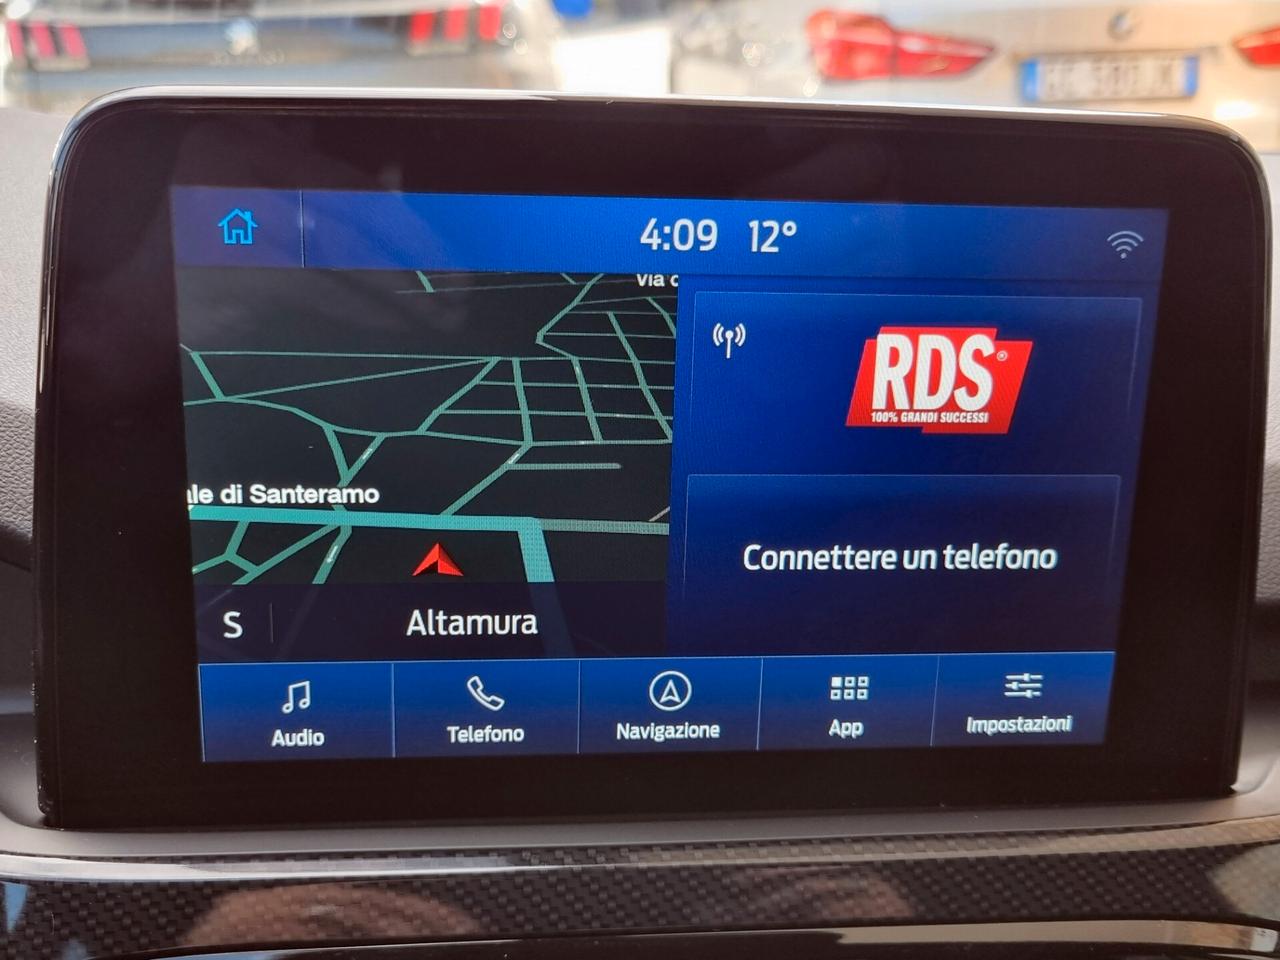 4:09 12°
Via
RDS®
100% GRANDI SUCCESSI
ale di Santeramo
Connettere un telefono
S Altamura
Audio Telefono Navigazione App Impostazioni